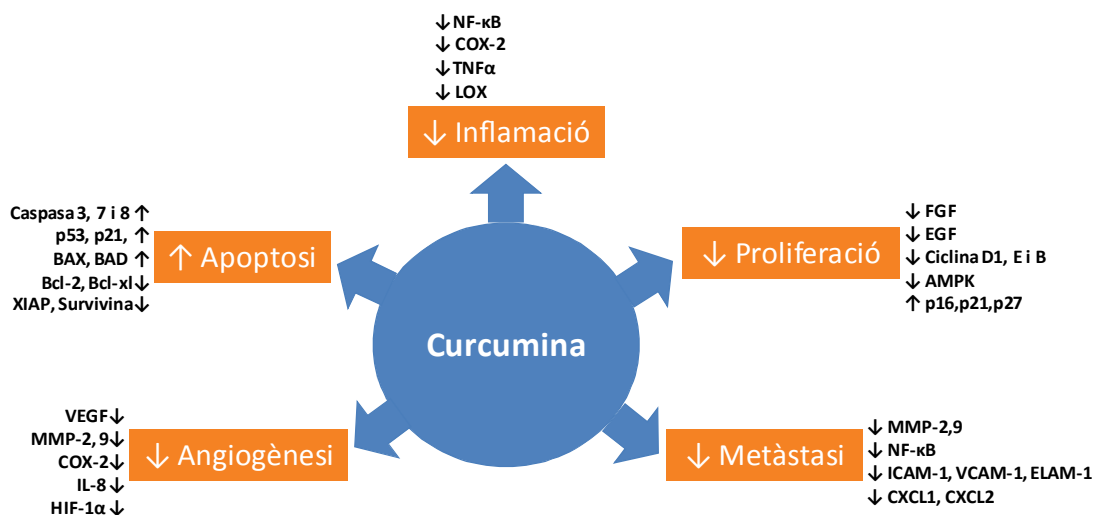 ↓ NF-κB
↓ COX-2
↓ TNFα
↓ LOX
↓ Inflamació
Caspasa 3, 7 i 8 ↑
p53, p21, ↑
BAX, BAD ↑
Bcl-2, Bcl-xl ↓
XIAP, Survivina ↓
↑ Apoptosi
↓ Proliferació
↓ FGF
↓ EGF
↓ Ciclina D1, E i B
↓ AMPK
↑ p16,p21,p27
Curcumina
VEGF ↓
MMP-2, 9 ↓
COX-2 ↓
IL-8 ↓
HIF-1α ↓
↓ Angiogènesi
↓ Metàstasi
↓ MMP-2,9
↓ NF-κB
↓ ICAM-1, VCAM-1, ELAM-1
↓ CXCL1, CXCL2